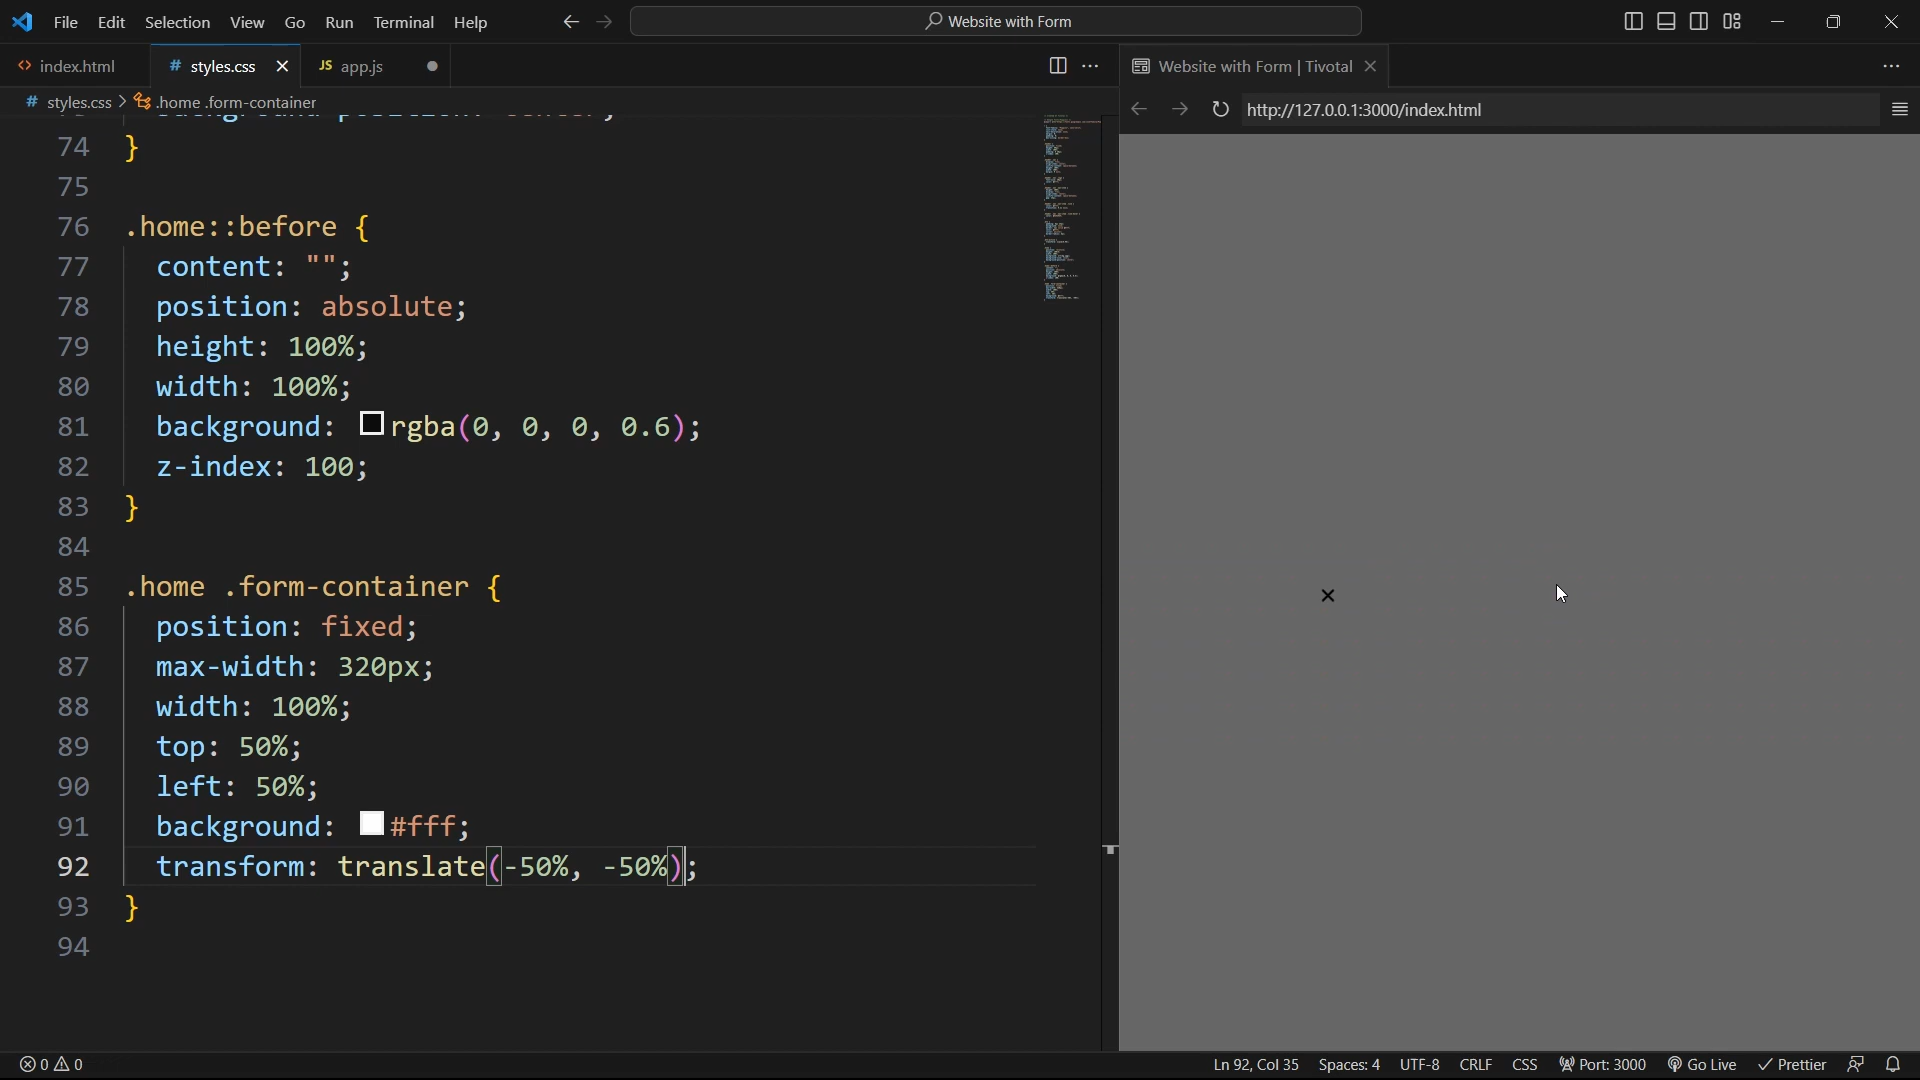 File Edit Selection View Go Run Terminal Help
Website with Form
index.html
# styles.css
JS app.js
Website with Form | Tivotal
# styles.css > .home .form-container
http://127.0.0.1:3000/index.html
74 }
75
76 .home::before {
77 content: "";
78 position: absolute;
79 height: 100%;
80 width: 100%;
81 background: rgba(0, 0, 0, 0.6);
82 z-index: 100;
83 }
84
85 .home .form-container {
86 position: fixed;
87 max-width: 320px;
88 width: 100%;
89 top: 50%;
90 left: 50%;
91 background: #fff;
92 transform: translate(-50%, -50%);
93 }
94
0 0
Ln 92, Col 35 Spaces: 4 UTF-8 CRLF CSS Port: 3000 Go Live Prettier